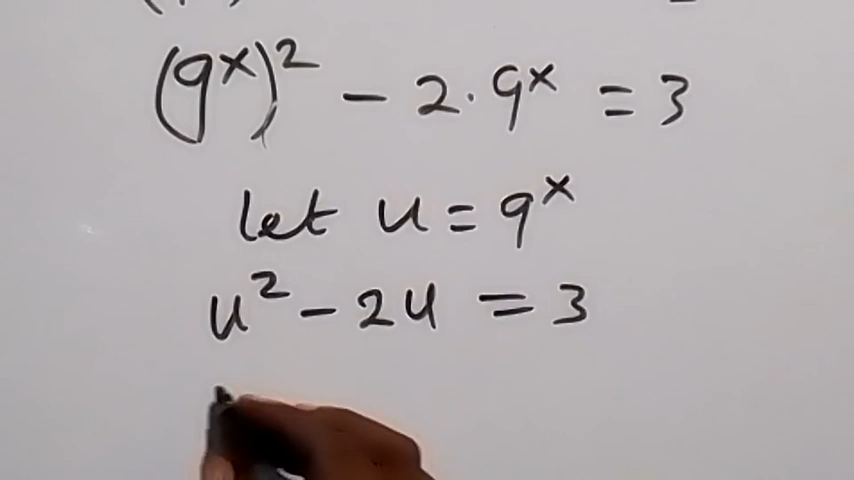 (9^x)^2 - 2·9^x = 3
let u = 9^x
u^2 - 2u = 3